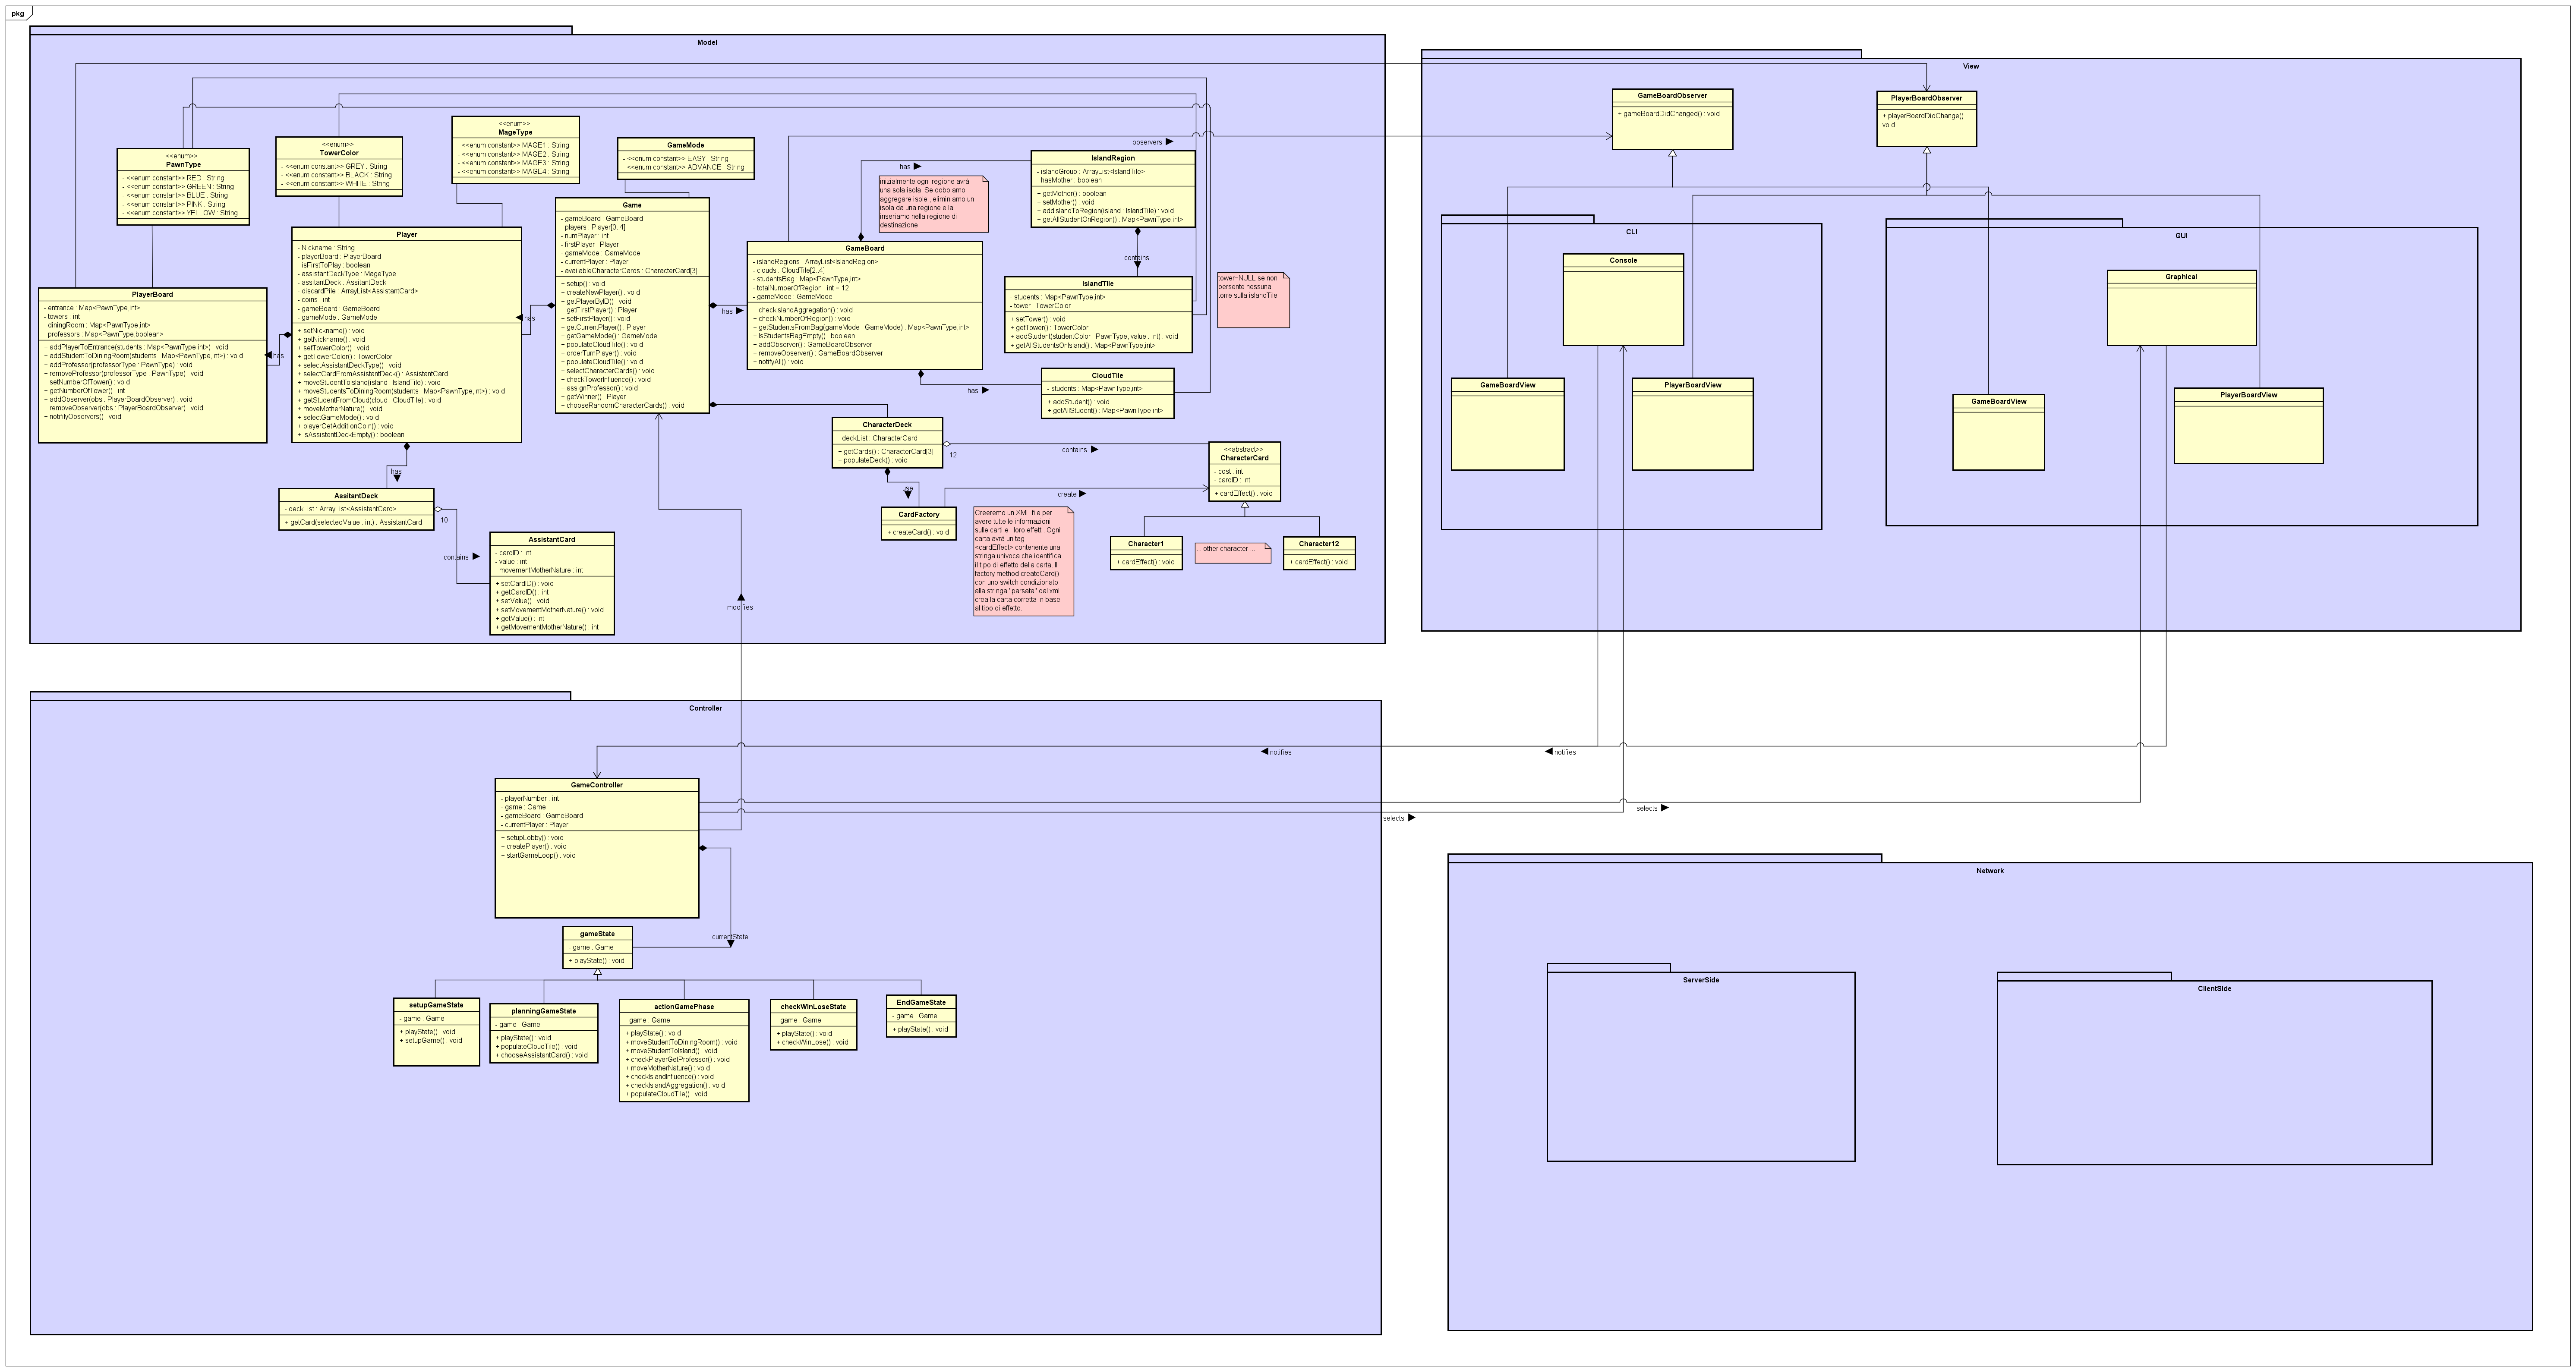 pkg
Model
<<enum>>
PawnType
- <<enum constant>> RED : String
- <<enum constant>> GREEN : String
- <<enum constant>> BLUE : String
- <<enum constant>> PINK : String
- <<enum constant>> YELLOW : String
<<enum>>
TowerColor
- <<enum constant>> GREY : String
- <<enum constant>> BLACK : String
- <<enum constant>> WHITE : String
<<enum>>
MageType
- <<enum constant>> MAGE1 : String
- <<enum constant>> MAGE2 : String
- <<enum constant>> MAGE3 : String
- <<enum constant>> MAGE4 : String
GameMode
- <<enum constant>> EASY : String
- <<enum constant>> ADVANCE : String
PlayerBoard
- entrance : Map<PawnType,int>
- towers : int
- diningRoom : Map<PawnType,int>
- professors : Map<PawnType,boolean>
+ addPlayerToEntrance(students : Map<PawnType,int>) : void
+ addStudentToDiningRoom(students : Map<PawnType,int>) : void
+ addProfessor(professorType : PawnType) : void
+ removeProfessor(professorType : PawnType) : void
+ setNumberOfTower() : void
+ getNumberOfTower() : int
+ addObserver(obs : PlayerBoardObserver) : void
+ removeObserver(obs : PlayerBoardObserver) : void
+ notifilyObservers() : void
has
Player
- Nickname : String
- playerBoard : PlayerBoard
- isFirstToPlay : boolean
- assistantDeckType : MageType
- assitantDeck : AssitantDeck
- discardPile : ArrayList<AssistantCard>
- coins : int
- gameBoard : GameBoard
- gameMode : GameMode
+ setNickname() : void
+ getNickname() : void
+ setTowerColor() : void
+ getTowerColor() : TowerColor
+ selectAssistantDeckType() : void
+ selectCardFromAssistantDeck() : AssistantCard
+ moveStudentToIsland(island : IslandTile) : void
+ moveStudentsToDiningRoom(students : Map<PawnType,int>) : void
+ getStudentFromCloud(cloud : CloudTile) : void
+ moveMotherNature() : void
+ selectGameMode() : void
+ playerGetAdditionCoin() : void
+ IsAssistentDeckEmpty() : boolean
has
Game
- gameBoard : GameBoard
- players : Player[0..4]
- numPlayer : int
- firstPlayer : Player
- gameMode : GameMode
- currentPlayer : Player
- availableCharacterCards : CharacterCard[3]
+ setup() : void
+ createNewPlayer() : void
+ getPlayerByID() : void
+ getFirstPlayer() : Player
+ setFirstPlayer() : void
+ getCurrentPlayer() : Player
+ getGameMode() : GameMode
+ populateCloudTile() : void
+ orderTurnPlayer() : void
+ populateCloudTile() : void
+ selectCharacterCards() : void
+ checkTowerInfluence() : void
+ assignProfessor() : void
+ getWinner() : Player
+ chooseRandomCharacterCards() : void
has
has
inizialmente ogni regione avrà
una sola isola. Se dobbiamo
aggregare isole , eliminiamo un
isola da una regione e la
inseriamo nella regione di
destinazione
GameBoard
- islandRegions : ArrayList<IslandRegion>
- clouds : CloudTile[2..4]
- studentsBag : Map<PawnType,int>
- totalNumberOfRegion : int = 12
- gameMode : GameMode
+ checkIslandAggregation() : void
+ checkNumberOfRegion() : void
+ getStudentsFromBag(gameMode : GameMode) : Map<PawnType,int>
+ IsStudentsBagEmpty() : boolean
+ addObserver() : GameBoardObserver
+ removeObserver() : GameBoardObserver
+ notifyAll() : void
observers
IslandRegion
- islandGroup : ArrayList<IslandTile>
- hasMother : boolean
+ getMother() : boolean
+ setMother() : void
+ addIslandToRegion(island : IslandTile) : void
+ getAllStudentOnRegion() : Map<PawnType,int>
contains
IslandTile
- students : Map<PawnType,int>
- tower : TowerColor
+ setTower() : void
+ getTower() : TowerColor
+ addStudent(studentColor : PawnType, value : int) : void
+ getAllStudentsOnIsland() : Map<PawnType,int>
tower=NULL se non
persente nessuna
torre sulla islandTile
has
CloudTile
- students : Map<PawnType,int>
+ addStudent() : void
+ getAllStudent() : Map<PawnType,int>
CharacterDeck
- deckList : CharacterCard
+ getCards() : CharacterCard[3]
+ populateDeck() : void
12
contains
<<abstract>>
CharacterCard
- cost : int
- cardID : int
+ cardEffect() : void
has
AssitantDeck
- deckList : ArrayList<AssistantCard>
+ getCard(selectedValue : int) : AssistantCard
10
contains
AssistantCard
- cardID : int
- value : int
- movementMotherNature : int
+ setCardID() : void
+ getCardID() : int
+ setValue() : void
+ setMovementMotherNature() : void
+ getValue() : int
+ getMovementMotherNature() : int
use
create
CardFactory
+ createCard() : void
Creeremo un XML file per
avere tutte le informazioni
sulle carti e i loro effetti. Ogni
carta avrà un tag
<cardEffect> contenente una
stringa univoca che identifica
il tipo di effetto della carta. Il
factory method createCard()
con uno switch condizionato
alla stringa "parsata" dal xml
crea la carta corretta in base
al tipo di effetto
Character1
+ cardEffect() : void
... other character ...
Character12
+ cardEffect() : void
modifies
View
GameBoardObserver
+ gameBoardDidChanged() : void
PlayerBoardObserver
+ playerBoardDidChange() :
void
CLI
Console
GameBoardView
PlayerBoardView
GUI
Graphical
GameBoardView
PlayerBoardView
Controller
notifies
notifies
GameController
- playerNumber : int
- game : Game
- gameBoard : GameBoard
- currentPlayer : Player
+ setupLobby() : void
+ createPlayer() : void
+ startGameLoop() : void
selects
selects
currentState
gameState
- game : Game
+ playState() : void
setupGameState
- game : Game
+ playState() : void
+ setupGame() : void
planningGameState
- game : Game
+ playState() : void
+ populateCloudTile() : void
+ chooseAssistantCard() : void
actionGamePhase
- game : Game
+ playState() : void
+ moveStudentToDiningRoom() : void
+ moveStudentToIsland() : void
+ checkPlayerGetProfessor() : void
+ moveMotherNature() : void
+ checkIslandInfluence() : void
+ checkIslandAggregation() : void
+ populateCloudTile() : void
checkWInLoseState
- game : Game
+ playState() : void
+ checkWinLose() : void
EndGameState
- game : Game
+ playState() : void
Network
ServerSide
ClientSide